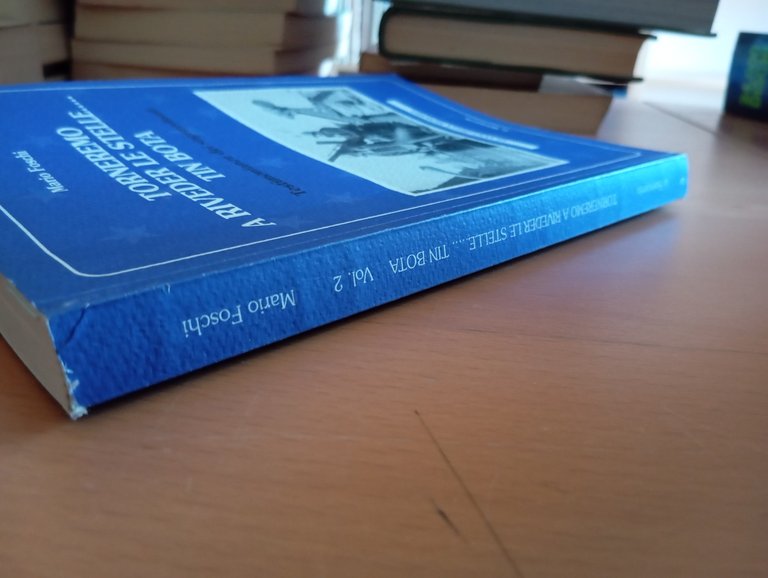 Mario Foschi
TORNEREMO
A RIVEDER LE STELLE....
TIN BOTA
Mario Foschi
TORNEREMO A RIVEDER LE STELLE.... TIN BOTA Vol. 2